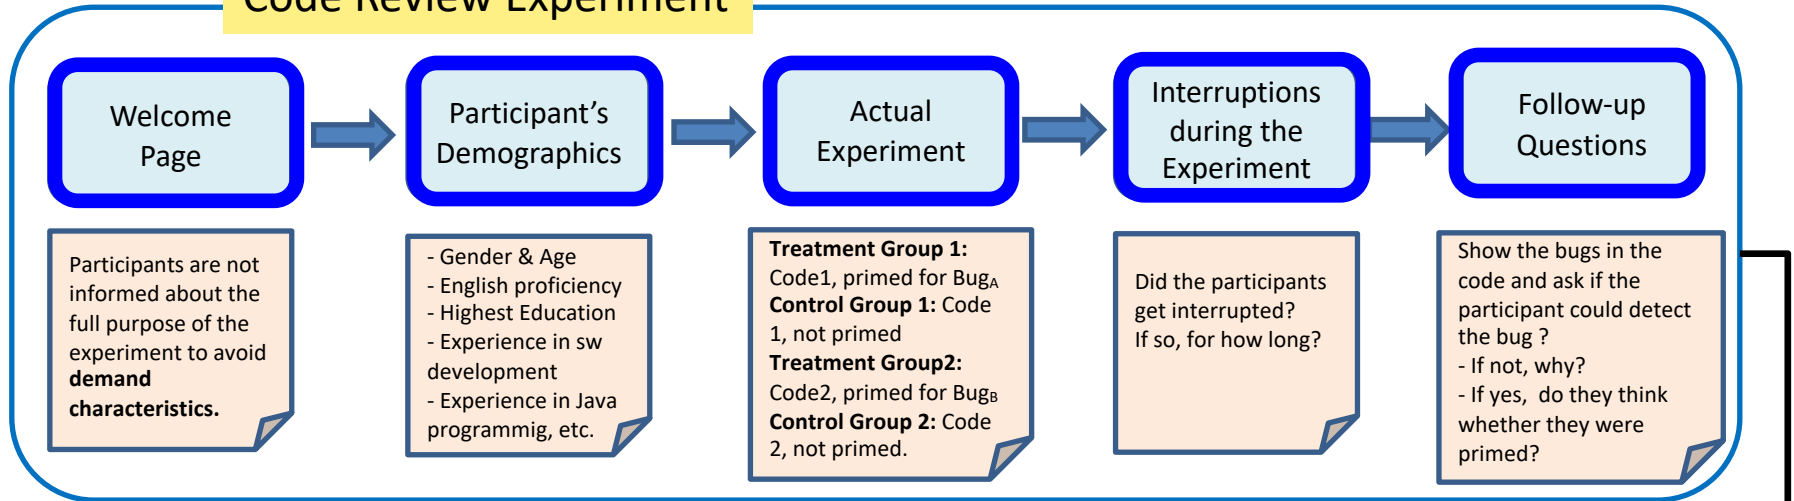 Code Review Experiment
Welcome
Page
Participant's
Demographics
Actual
Experiment
Interruptions
during the
Experiment
Follow-up
Questions
Participants are not
informed about the
full purpose of the
experiment to avoid
demand
characteristics.
- Gender & Age
- English proficiency
- Highest Education
- Experience in sw
development
- Experience in Java
programmig, etc.
Treatment Group 1:
Code1, primed for BugA
Control Group 1: Code
1, not primed
Treatment Group2:
Code2, primed for BugB
Control Group 2: Code
2, not primed.
Did the participants
get interrupted?
If so, for how long?
Show the bugs in the
code and ask if the
participant could detect
the bug ?
- If not, why?
- If yes,  do they think
whether they were
primed?